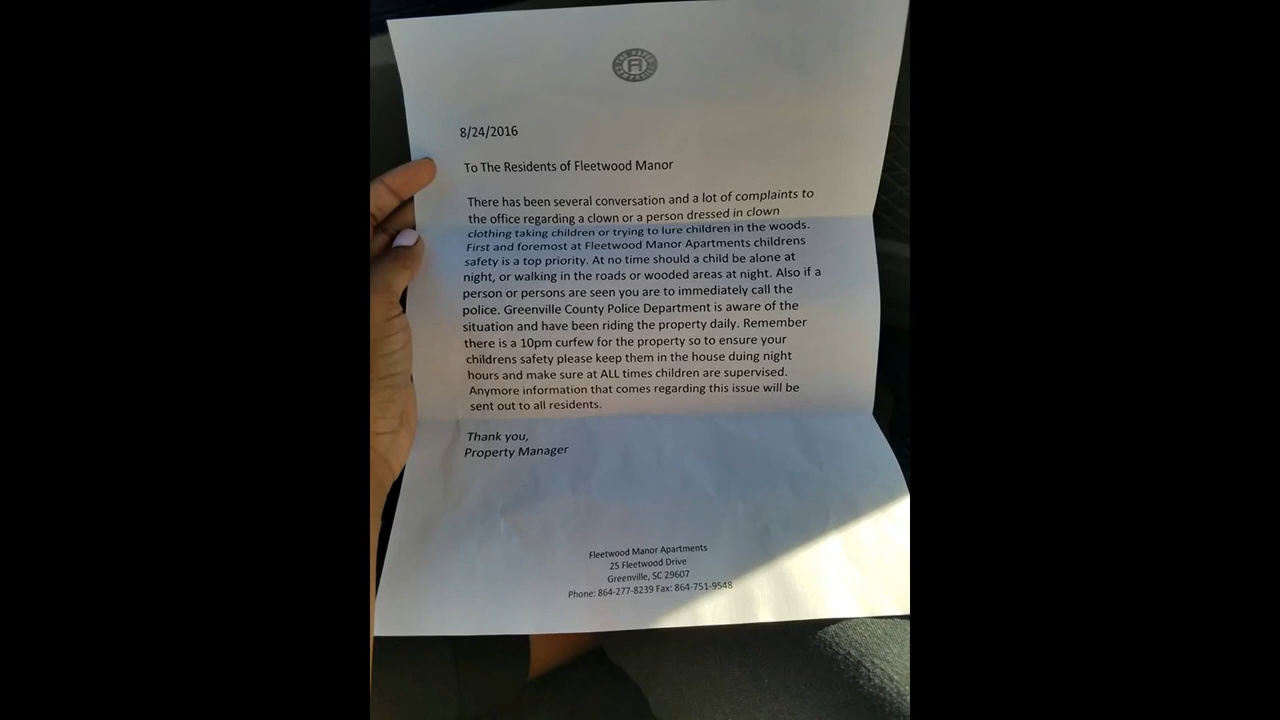 8/24/2016
To The Residents of Fleetwood Manor
There has been several conversation and a lot of complaints to
the office regarding a clown or a person dressed in clown
clothing taking children or trying to lure children in the woods.
First and foremost at Fleetwood Manor Apartments childrens
safety is a top priority. At no time should a child be alone at
night, or walking in the roads or wooded areas at night. Also if a
person or persons are seen you are to immediately call the
police. Greenville County Police Department is aware of the
situation and have been riding the property daily. Remember
there is a 10pm curfew for the property so to ensure your
childrens safety please keep them in the house duing night
hours and make sure at ALL times children are supervised.
Anymore information that comes regarding this issue will be
sent out to all residents.
Thank you,
Property Manager
Fleetwood Manor Apartments
25 Fleetwood Drive
Greenville, SC 29607
Phone: 864-277-8239 Fax: 864-751-9548